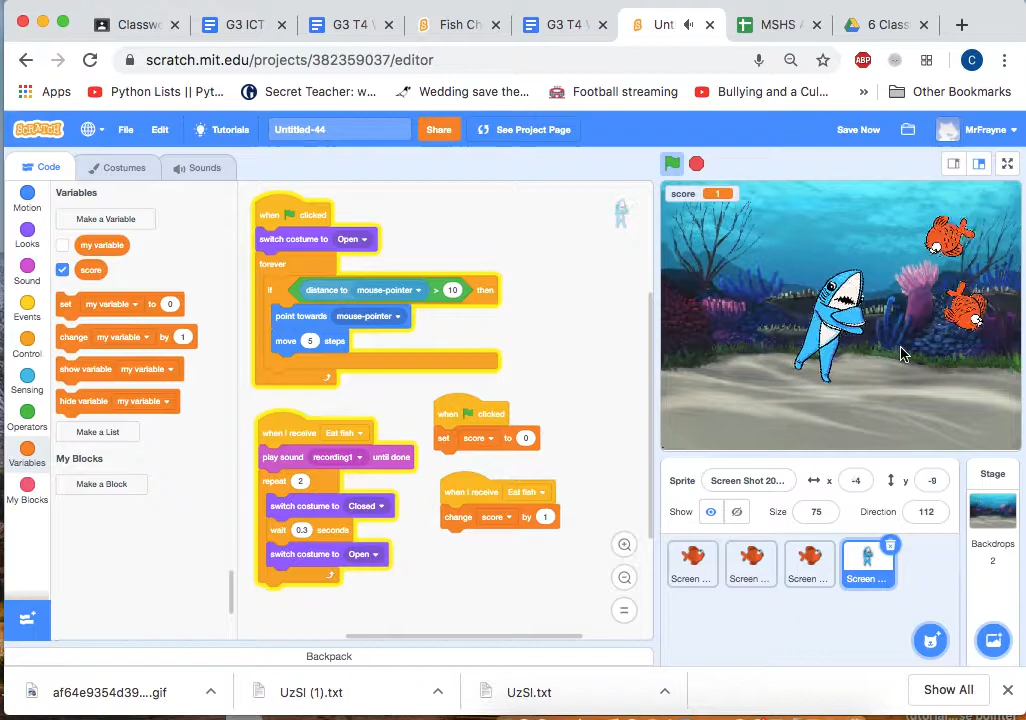 Classw
G3 ICT
G3 T4 \
Fish Ch
G3 T4 \
Unt
MSHS A
6 Class
scratch.mit.edu/projects/382359037/editor
ABP
C
Apps
Python Lists || Pyt...
Secret Teacher: w...
Wedding save the...
Football streaming
Bullying and a Cul...
»
Other Bookmarks
SCRATCH
File
Edit
Tutorials
Untitled-44
Share
See Project Page
Save Now
MrFrayne
Code
Costumes
Sounds
Motion
Looks
Sound
Events
Control
Sensing
Operators
Variables
My Blocks
Variables
Make a Variable
my variable
score
set my variable to 0
change my variable by 1
show variable my variable
hide variable my variable
Make a List
My Blocks
Make a Block
when clicked
switch costume to Open
forever
if distance to mouse-pointer > 10 then
point towards mouse-pointer
move 5 steps
when I receive Eat fish
play sound recording1 until done
repeat 2
switch costume to Closed
wait 0.3 seconds
switch costume to Open
when clicked
set score to 0
when I receive Eat fish
change score by 1
Backpack
score 1
Sprite
Screen Shot 20...
x -4
y -9
Show
Size 75
Direction 112
Screen ...
Screen ...
Screen ...
Screen ...
Stage
Backdrops
2
af64e9354d39....gif
UzSI (1).txt
UzSI.txt
Show All